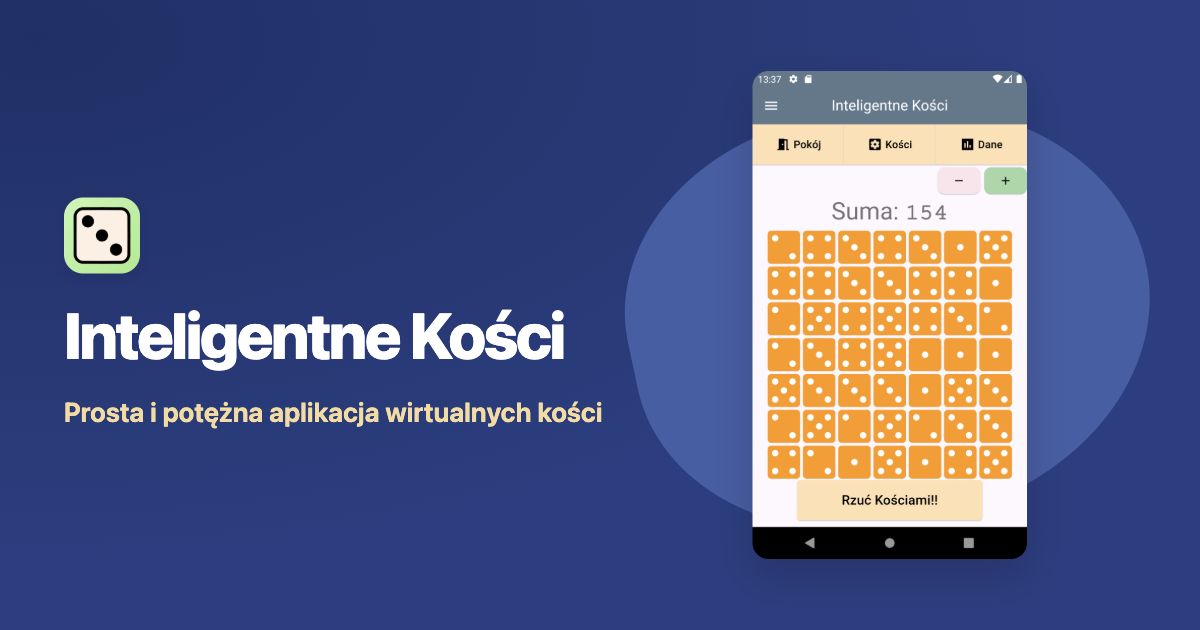 Inteligentne Kości
Prosta i potężna aplikacja wirtualnych kości
13:37
Inteligentne Kości
Pokój Kości Dane
− +
Suma: 154
Rzuć Kościami!!